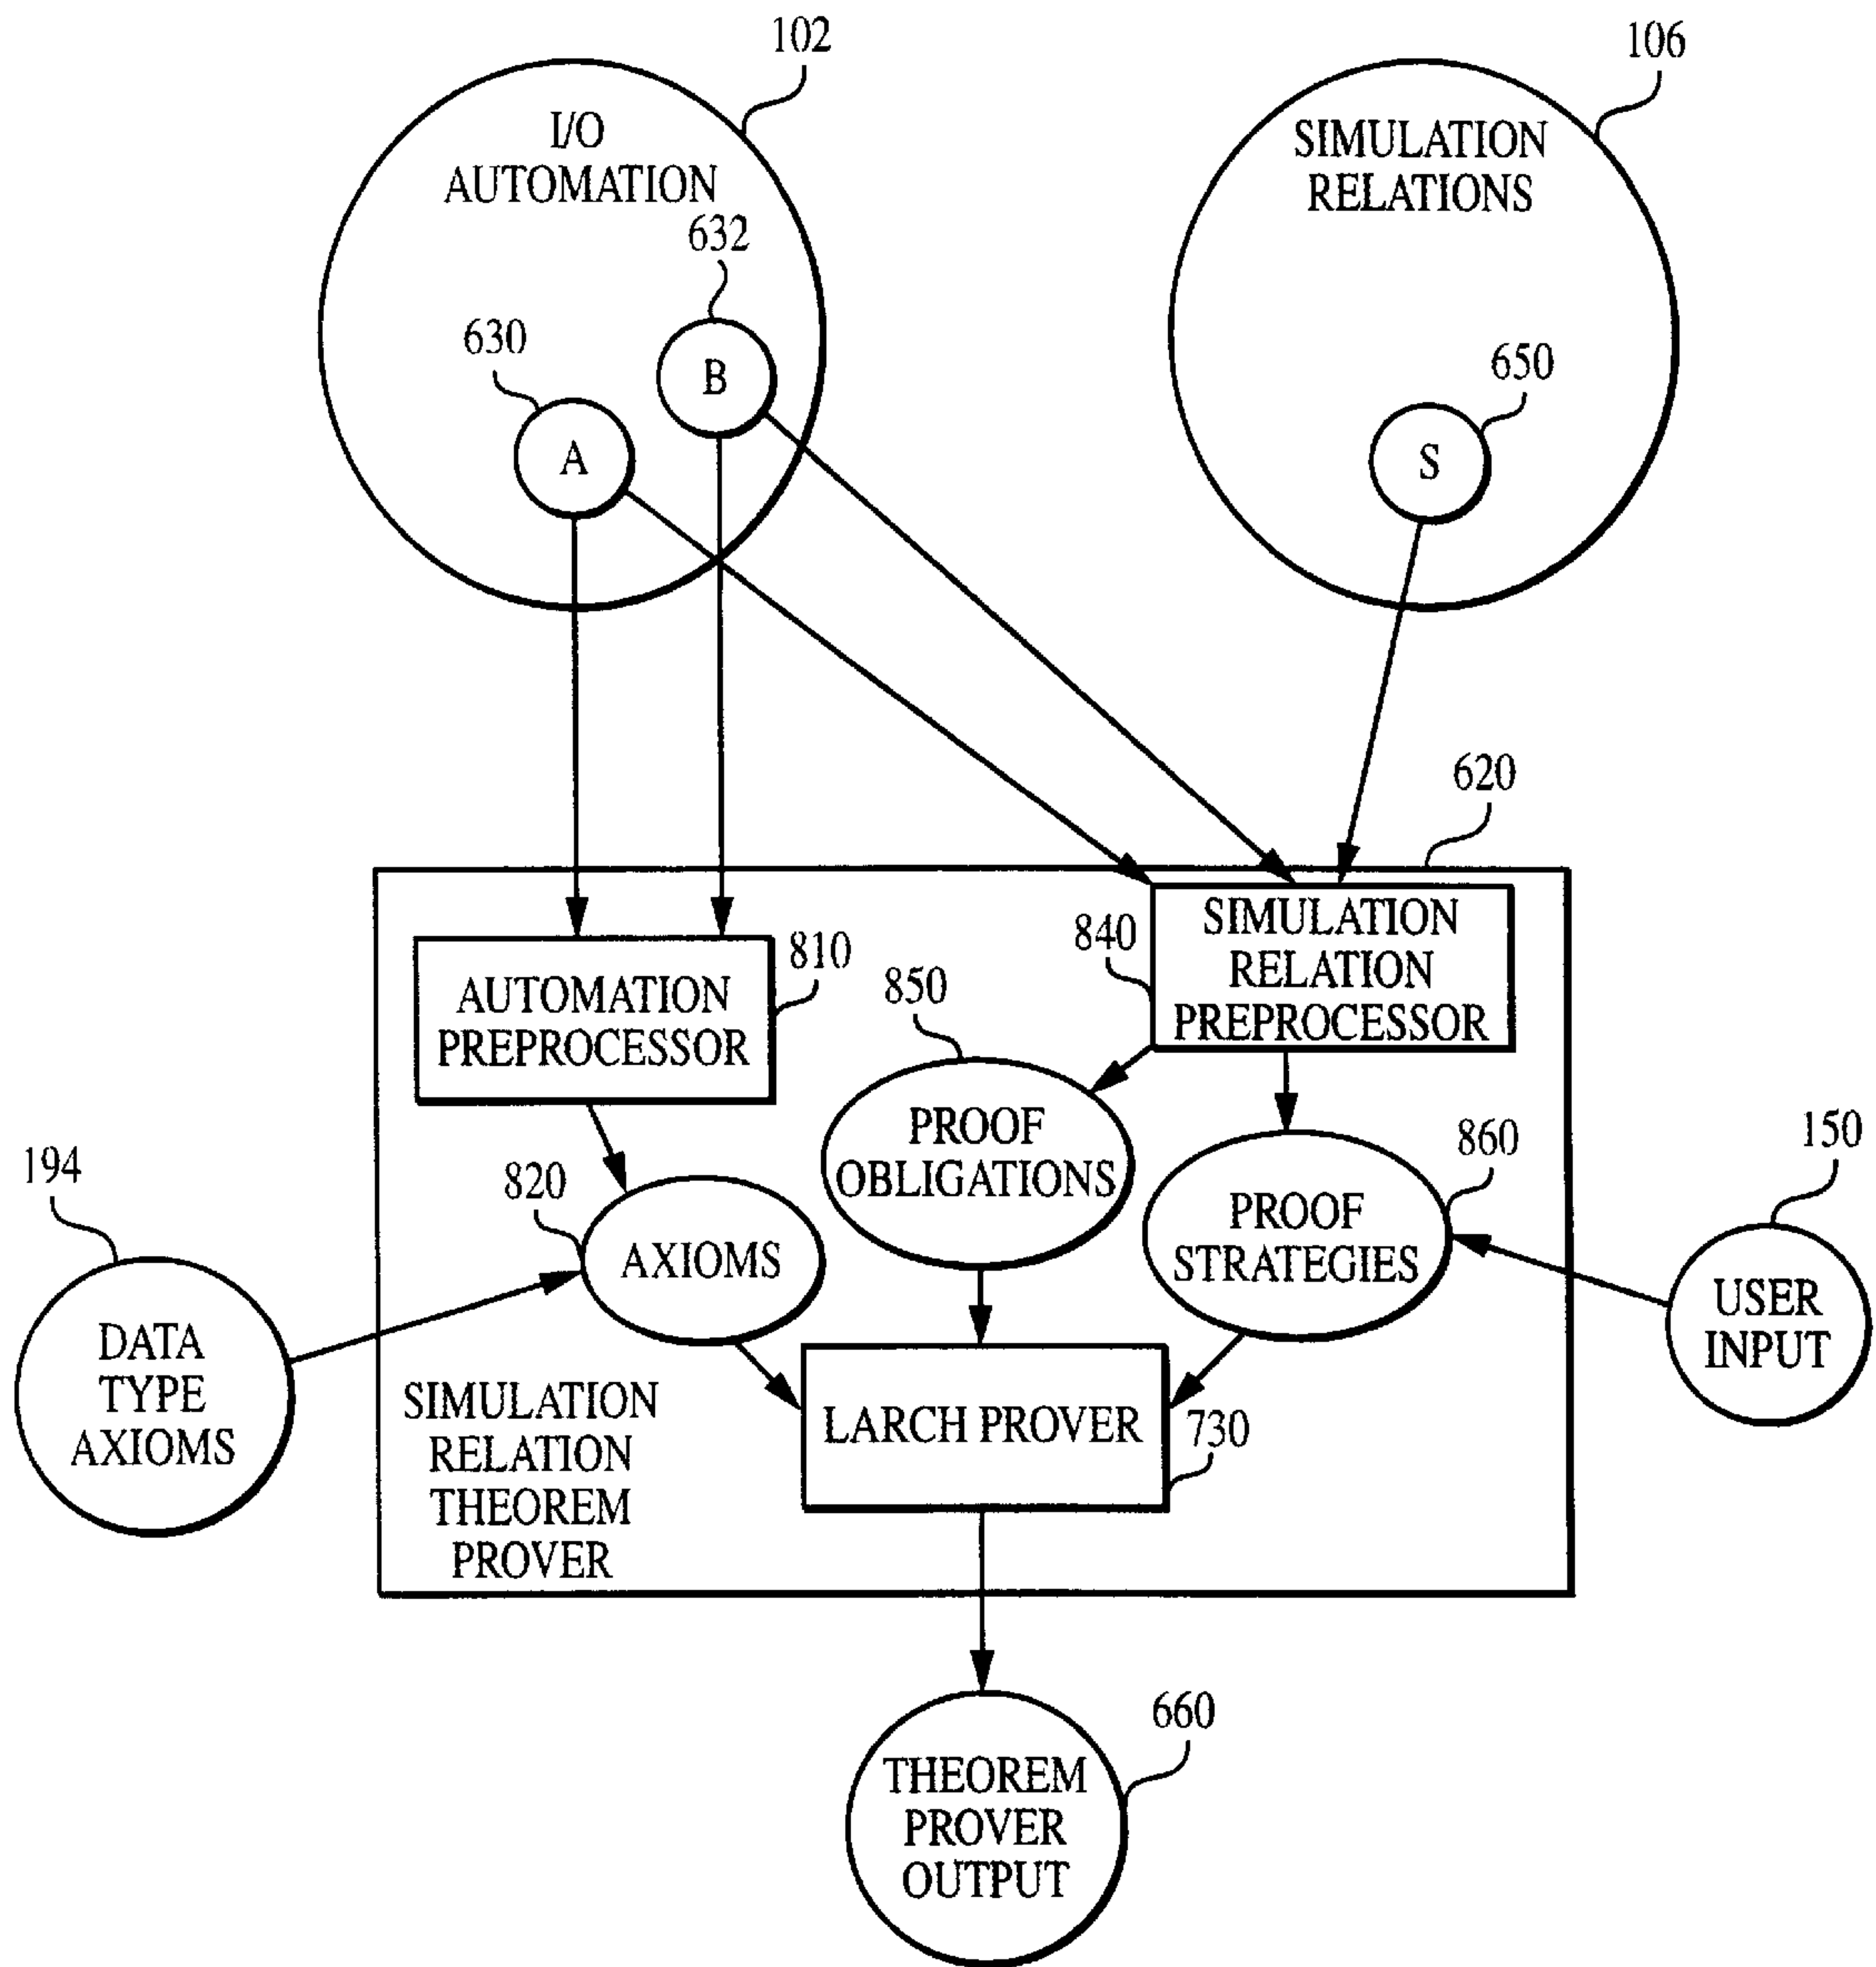 102
106
I/O
AUTOMATION
SIMULATION
RELATIONS
632
630
650
B
A
S
620
840
SIMULATION
RELATION
PREPROCESSOR
810
AUTOMATION
PREPROCESSOR
850
PROOF
OBLIGATIONS
860
PROOF
STRATEGIES
150
USER
INPUT
194
DATA
TYPE
AXIOMS
820
AXIOMS
SIMULATION
RELATION
THEOREM
PROVER
LARCH PROVER
730
660
THEOREM
PROVER
OUTPUT